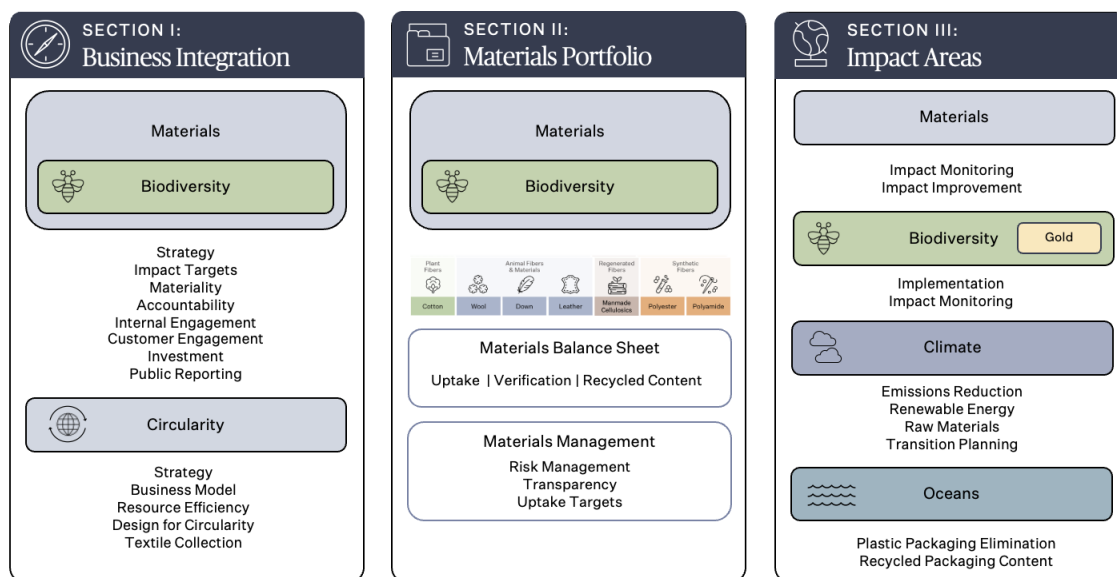 SECTION I:
Business Integration
Materials
Biodiversity
Strategy
Impact Targets
Materiality
Accountability
Internal Engagement
Customer Engagement
Investment
Public Reporting
Circularity
Strategy
Business Model
Resource Efficiency
Design for Circularity
Textile Collection
SECTION II:
Materials Portfolio
Materials
Biodiversity
Plant
Fibers
Animal Fibers
& Materials
Regenerated
Fibers
Synthetic
Fibers
Cotton
Wool
Down
Leather
Manmade
Cellulosics
Polyester
Polyamide
Materials Balance Sheet
Uptake | Verification | Recycled Content
Materials Management
Risk Management
Transparency
Uptake Targets
SECTION III:
Impact Areas
Materials
Impact Monitoring
Impact Improvement
Biodiversity
Gold
Implementation
Impact Monitoring
Climate
Emissions Reduction
Renewable Energy
Raw Materials
Transition Planning
Oceans
Plastic Packaging Elimination
Recycled Packaging Content